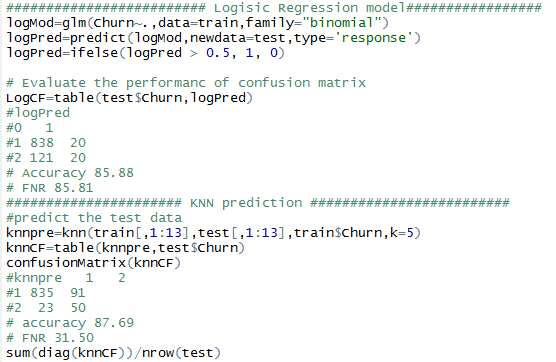 ######################### Logisic Regression model#################
logMod=glm(Churn~.,data=train,family="binomial")
logPred=predict(logMod,newdata=test,type='response')
logPred=ifelse(logPred > 0.5, 1, 0)
# Evaluate the performanc of confusion matrix
LogCF=table(test$Churn,logPred)
#logPred
#0   1
#1 838  20
#2 121  20
# Accuracy 85.88
# FNR 85.81
###################### KNN prediction #########################
#predict the test data
knnpre=knn(train[,1:13],test[,1:13],train$Churn,k=5)
knnCF=table(knnpre,test$Churn)
confusionMatrix(knnCF)
#knnpre   1   2
#1 835  91
#2  23  50
# accuracy 87.69
# FNR 31.50
sum(diag(knnCF))/nrow(test)